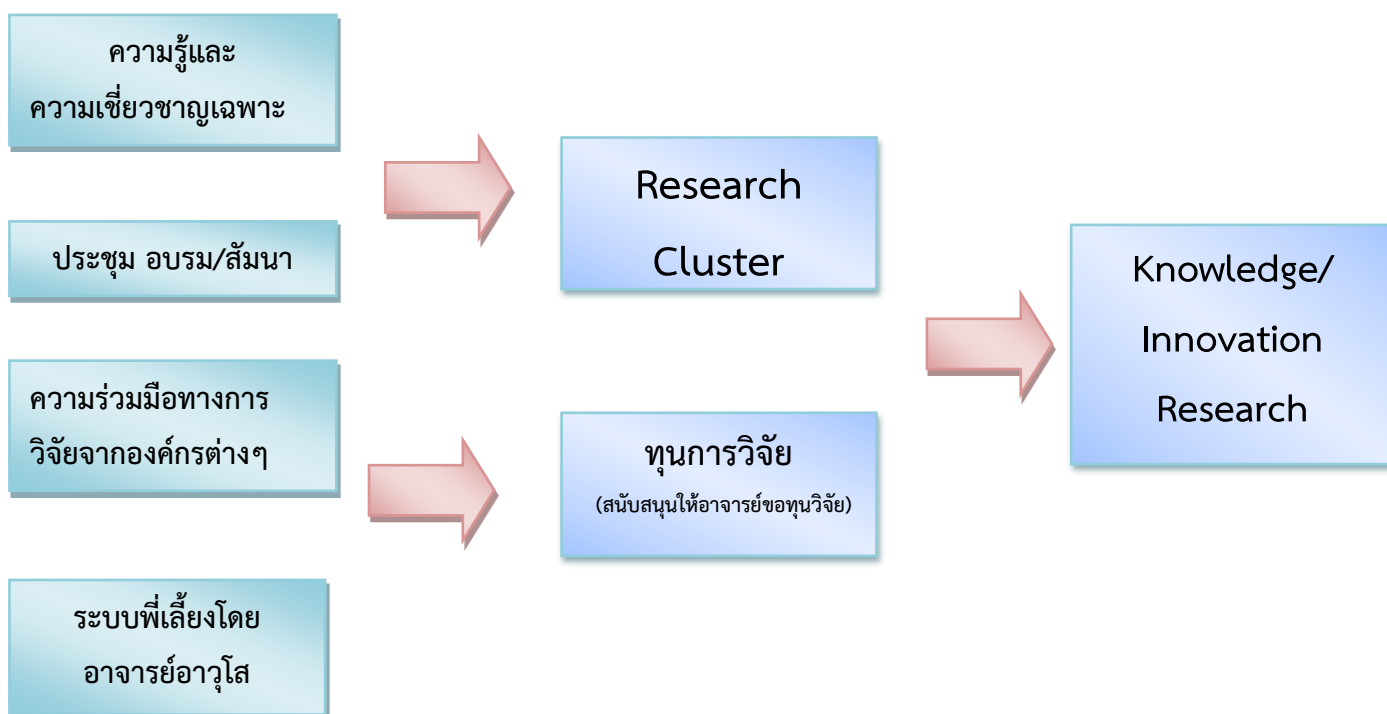 ความรู้และ
ความเชี่ยวชาญเฉพาะ
ประชุม อบรม/สัมนา
ความร่วมมือทางการ
วิจัยจากองค์กรต่างๆ
ระบบพี่เลี้ยงโดย
อาจารย์อาวุโส
Research
Cluster
ทุนการวิจัย
(สนับสนุนให้อาจารย์ขอทุนวิจัย)
Knowledge/
Innovation
Research